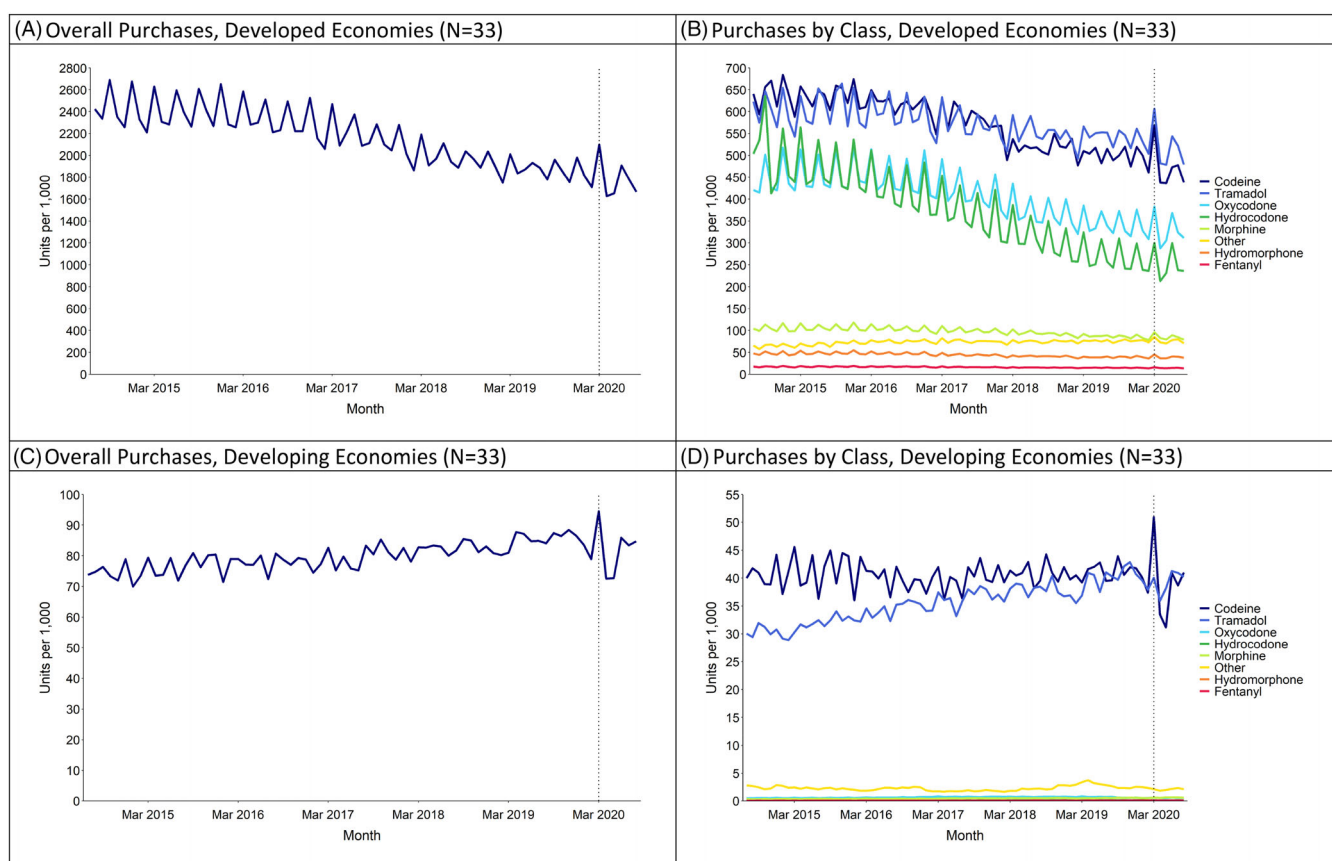 (A) Overall Purchases, Developed Economies (N=33)
2800
2600
2400
2200
2000
1800
1600
1400
1200
1000
800
600
400
200
0
Units per 1,000
Mar 2015
Mar 2016
Mar 2017
Mar 2018
Mar 2019
Mar 2020
Month
(B) Purchases by Class, Developed Economies (N=33)
700
650
600
550
500
450
400
350
300
250
200
150
100
50
0
Units per 1,000
Mar 2015
Mar 2016
Mar 2017
Mar 2018
Mar 2019
Mar 2020
Month
Codeine
Tramadol
Oxycodone
Hydrocodone
Morphine
Other
Hydromorphone
Fentanyl
(C) Overall Purchases, Developing Economies (N=33)
100
90
80
70
60
50
40
30
20
10
0
Units per 1,000
Mar 2015
Mar 2016
Mar 2017
Mar 2018
Mar 2019
Mar 2020
Month
(D) Purchases by Class, Developing Economies (N=33)
55
50
45
40
35
30
25
20
15
10
5
0
Units per 1,000
Mar 2015
Mar 2016
Mar 2017
Mar 2018
Mar 2019
Mar 2020
Month
Codeine
Tramadol
Oxycodone
Hydrocodone
Morphine
Other
Hydromorphone
Fentanyl